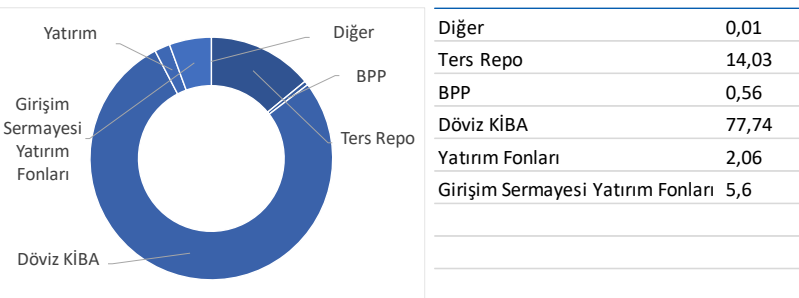 Yatırım
Diğer
BPP
Girişim
Sermayesi
Yatırım
Fonları
Ters Repo
Döviz KİBA
Diğer 0,01
Ters Repo 14,03
BPP 0,56
Döviz KİBA 77,74
Yatırım Fonları 2,06
Girişim Sermayesi Yatırım Fonları 5,6